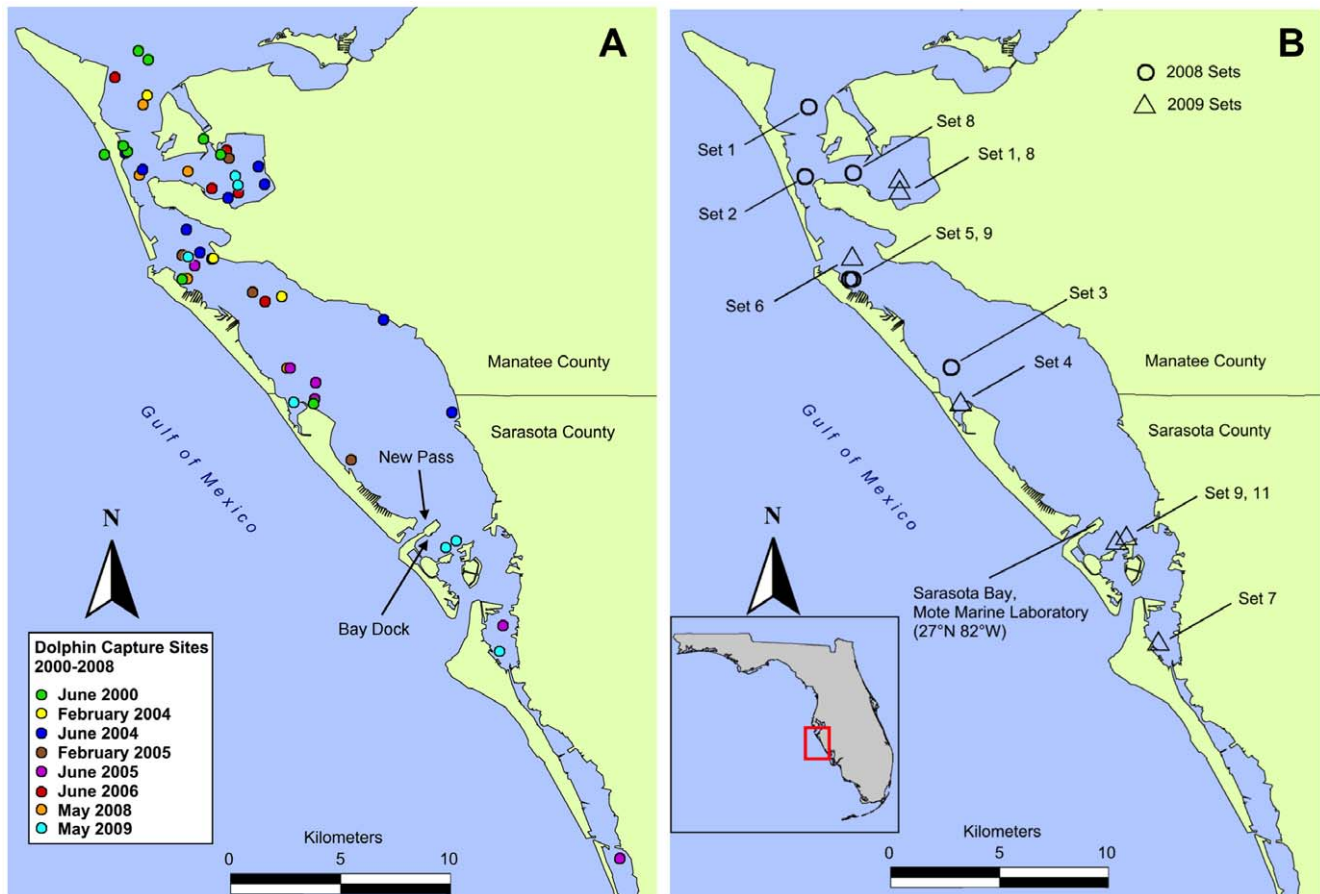 A
Manatee County
Sarasota County
Gulf of Mexico
New Pass
Bay Dock
N
Dolphin Capture Sites
2000-2008
June 2000
February 2004
June 2004
February 2005
June 2005
June 2006
May 2008
May 2009
Kilometers
0 5 10
B
2008 Sets
2009 Sets
Set 1
Set 8
Set 1, 8
Set 2
Set 5, 9
Set 6
Set 3
Manatee County
Set 4
Sarasota County
Gulf of Mexico
Set 9, 11
N
Sarasota Bay,
Mote Marine Laboratory
(27°N 82°W)
Set 7
Kilometers
0 5 10